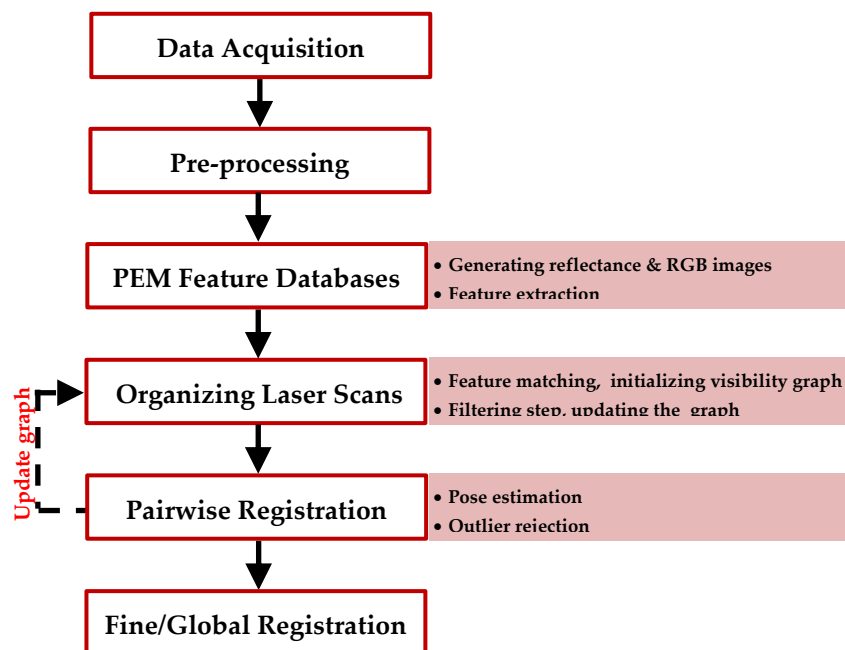 Data Acquisition
Pre-processing
PEM Feature Databases
• Generating reflectance & RGB images
• Feature extraction
Organizing Laser Scans
• Feature matching, initializing visibility graph
• Filtering step, updating the graph
Update graph
Pairwise Registration
• Pose estimation
• Outlier rejection
Fine/Global Registration